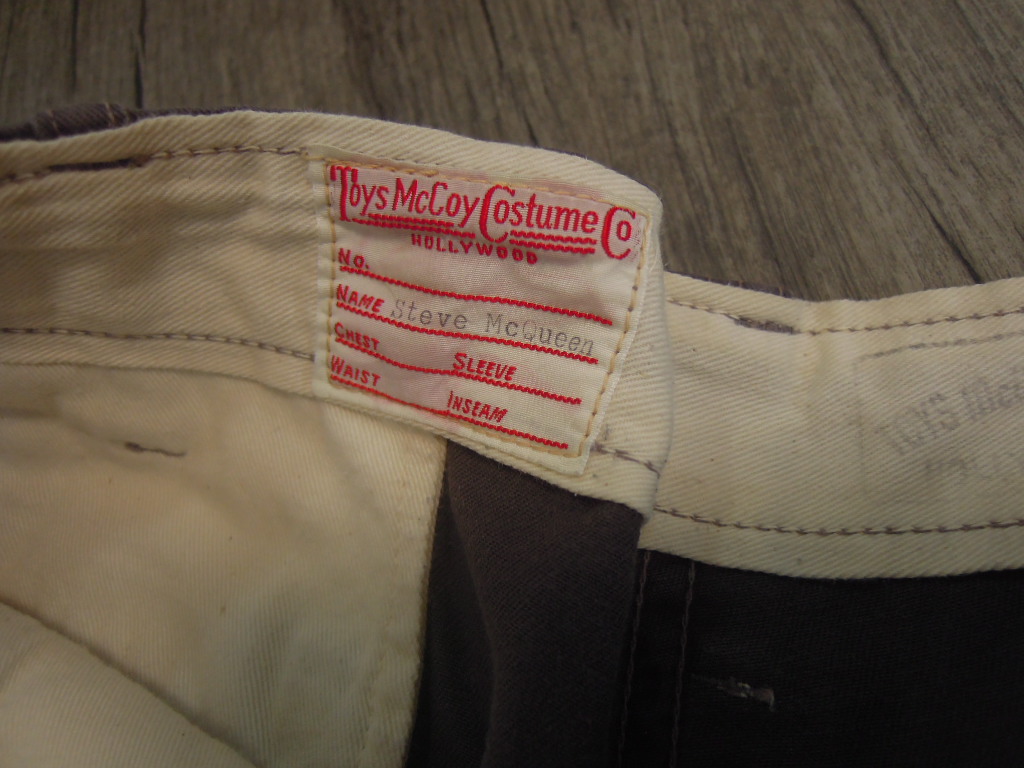 Toys McCoy Costume Co
HOLLYWOOD
NO.
NAME Steve McQueen
CHEST SLEEVE
WAIST INSEAM